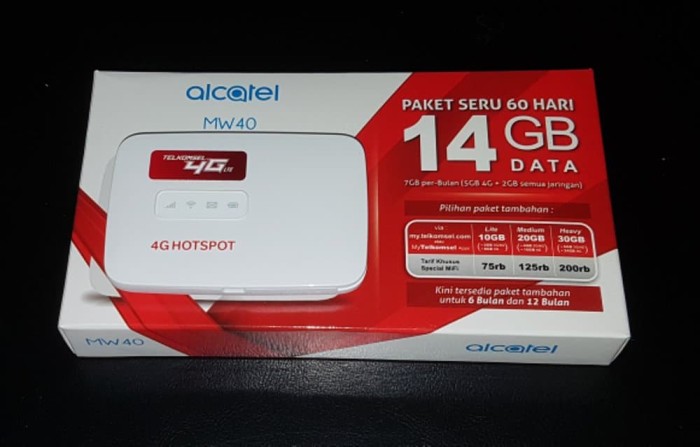 alcatel
MW40
TELKOMSEL
4G LTE
4G HOTSPOT
PAKET SERU 60 HARI
14 GB
DATA
7GB per-Bulan (5GB 4G + 2GB semua jaringan)
Pilihan paket tambahan :
via
my.telkomsel.com
MyTelkomsel
Lite
10GB
Medium
20GB
Heavy
30GB
Tarif Khusus
Special MiFi
75rb
125rb
200rb
Kini tersedia paket tambahan
untuk 6 Bulan dan 12 Bulan
MW40
alcatel